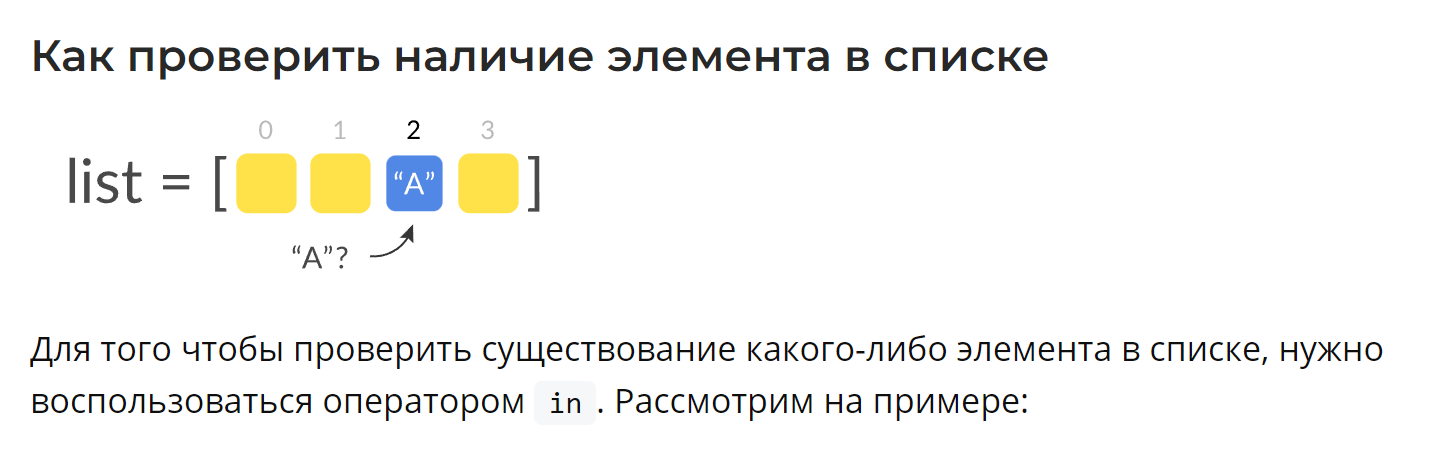 Как проверить наличие элемента в списке
0 1 2 3
list = [ “A” ]
“A”?
Для того чтобы проверить существование какого-либо элемента в списке, нужно
воспользоваться оператором in . Рассмотрим на примере: